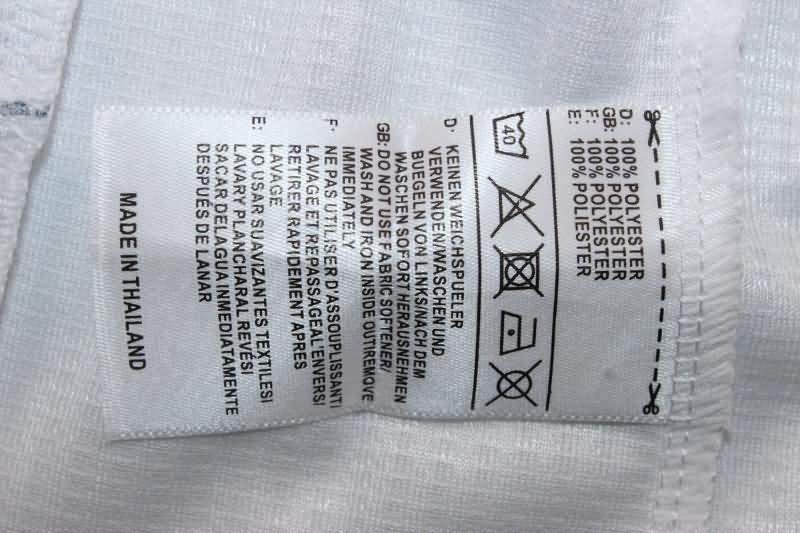 D: 100% POLYESTER
GB: 100% POLYESTER
F: 100% POLYESTER
E: 100% POLIESTER
40
D: KEINEN WEICHSPUELER
VERWENDEN/WASCHEN UND
BUEGELN VON LINKS/NACH DEM
WASCHEN SOFORT HERAUSNEHMEN
GB: DO NOT USE FABRIC SOFTENER/
WASH AND IRON INSIDE OUT/REMOVE
IMMEDIATELY
F: NE PAS UTILISER D'ASSOUPLISSANT/
LAVAGE ET REPASSAGE A L'ENVERS/
RETIRER RAPIDEMENT APRES
LAVAGE
E: NO USAR SUAVIZANTES TEXTILES/
LAVAR Y PLANCHAR AL REVÉS/
SACAR DEL AGUA INMEDIATAMENTE
DESPUÉS DE LANAR
MADE IN THAILAND